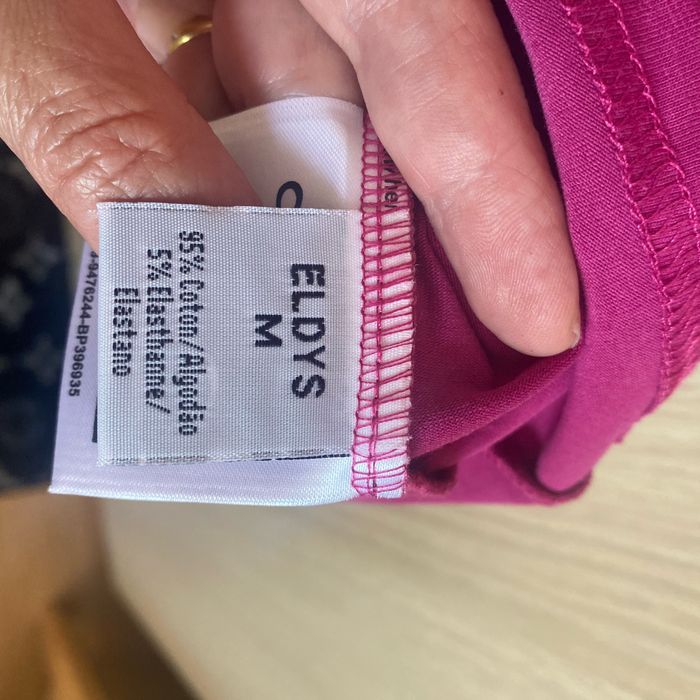 ELDYS
M
95% Coton/Algodão
5% Elasthanne/
Elastano
4-9476244-BP396935